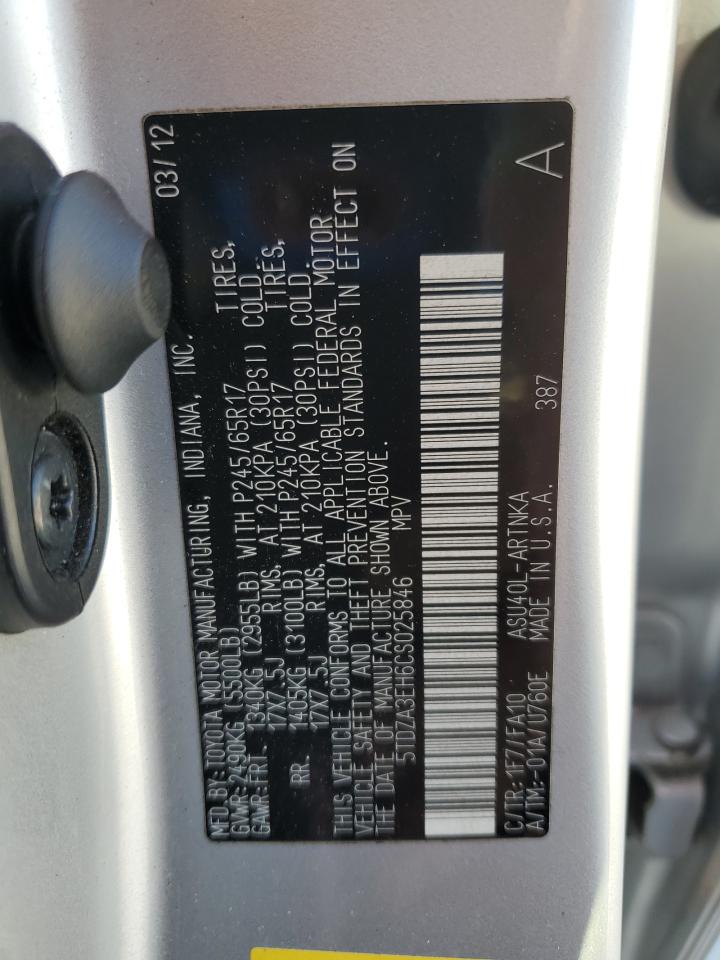 MFD.BY:TOYOTA MOTOR MANUFACTURING, INDIANA, INC. 03/12
GVWR:2490KG (5500LB)
GAWR:FRT- 1340KG (2955LB) WITH P245/65R17 TIRES,
17X7.5J RIMS, AT 210KPA (30PSI) COLD.
RR. 1405KG (3100LB) WITH P245/65R17 TIRES,
17X7.5J RIMS, AT 210KPA (30PSI) COLD.
THIS VEHICLE CONFORMS TO ALL APPLICABLE FEDERAL MOTOR
VEHICLE SAFETY AND THEFT PREVENTION STANDARDS IN EFFECT ON
THE DATE OF MANUFACTURE SHOWN ABOVE.
5TDZA3EH6CS025846 MPV
C/TR:1F7/FA10 ASU40L-ARTNKA A
A/TM:-01A/U760E MADE IN U.S.A. 387